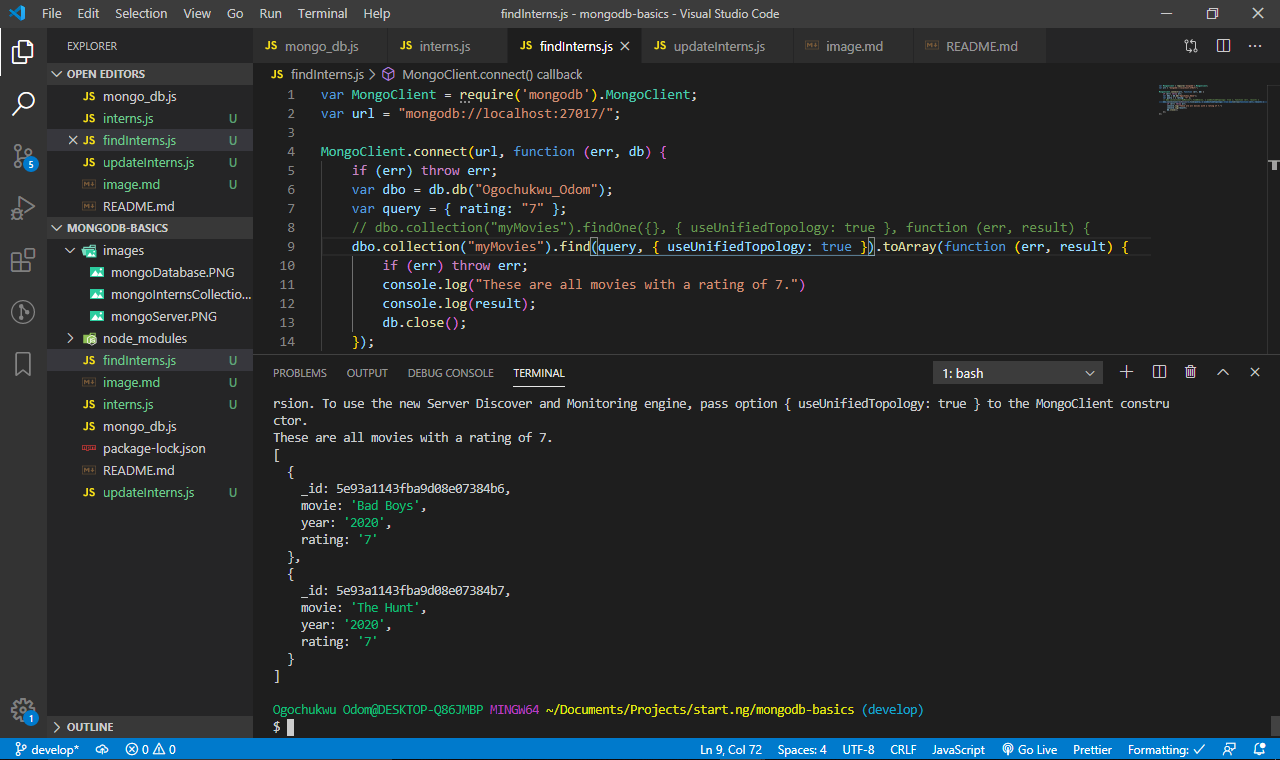 File Edit Selection View Go Run Terminal Help findInterns.js - mongodb-basics - Visual Studio Code
EXPLORER
OPEN EDITORS
JS mongo_db.js
JS interns.js U
JS findInterns.js U
JS updateInterns.js U
image.md U
README.md
MONGODB-BASICS
images
mongoDatabase.PNG
mongoInternsCollectio...
mongoServer.PNG
node_modules
JS findInterns.js U
image.md U
JS interns.js U
JS mongo_db.js
package-lock.json
README.md
JS updateInterns.js U
OUTLINE
5
1
JS mongo_db.js JS interns.js JS findInterns.js JS updateInterns.js image.md README.md
JS findInterns.js > MongoClient.connect() callback
1 var MongoClient = require('mongodb').MongoClient;
2 var url = "mongodb://localhost:27017/";
3
4 MongoClient.connect(url, function (err, db) {
5 if (err) throw err;
6 var dbo = db.db("Ogochukwu_Odom");
7 var query = { rating: "7" };
8 // dbo.collection("myMovies").findOne({}, { useUnifiedTopology: true }, function (err, result) {
9 dbo.collection("myMovies").find(query, { useUnifiedTopology: true }).toArray(function (err, result) {
10 if (err) throw err;
11 console.log("These are all movies with a rating of 7.")
12 console.log(result);
13 db.close();
14 });
PROBLEMS OUTPUT DEBUG CONSOLE TERMINAL 1: bash
rsion. To use the new Server Discover and Monitoring engine, pass option { useUnifiedTopology: true } to the MongoClient constru
ctor.
These are all movies with a rating of 7.
[
{
_id: 5e93a1143fba9d08e07384b6,
movie: 'Bad Boys',
year: '2020',
rating: '7'
},
{
_id: 5e93a1143fba9d08e07384b7,
movie: 'The Hunt',
year: '2020',
rating: '7'
}
]
Ogochukwu Odom@DESKTOP-Q86JMBP MINGW64 ~/Documents/Projects/start.ng/mongodb-basics (develop)
$
develop* 0 0 Ln 9, Col 72 Spaces: 4 UTF-8 CRLF JavaScript Go Live Prettier Formatting: ✓